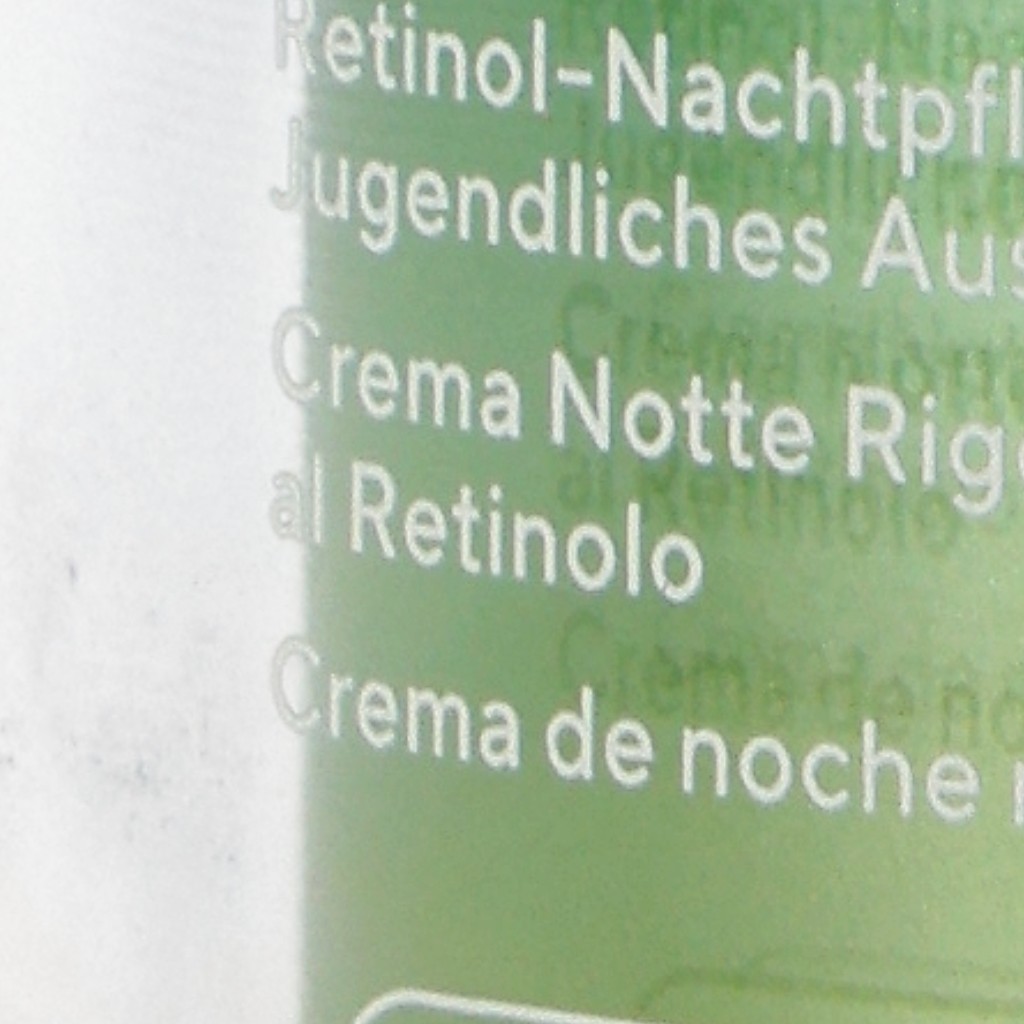 Retinol-Nachtpfl
Jugendliches Aus
Crema Notte Rig
al Retinolo
Crema de noche